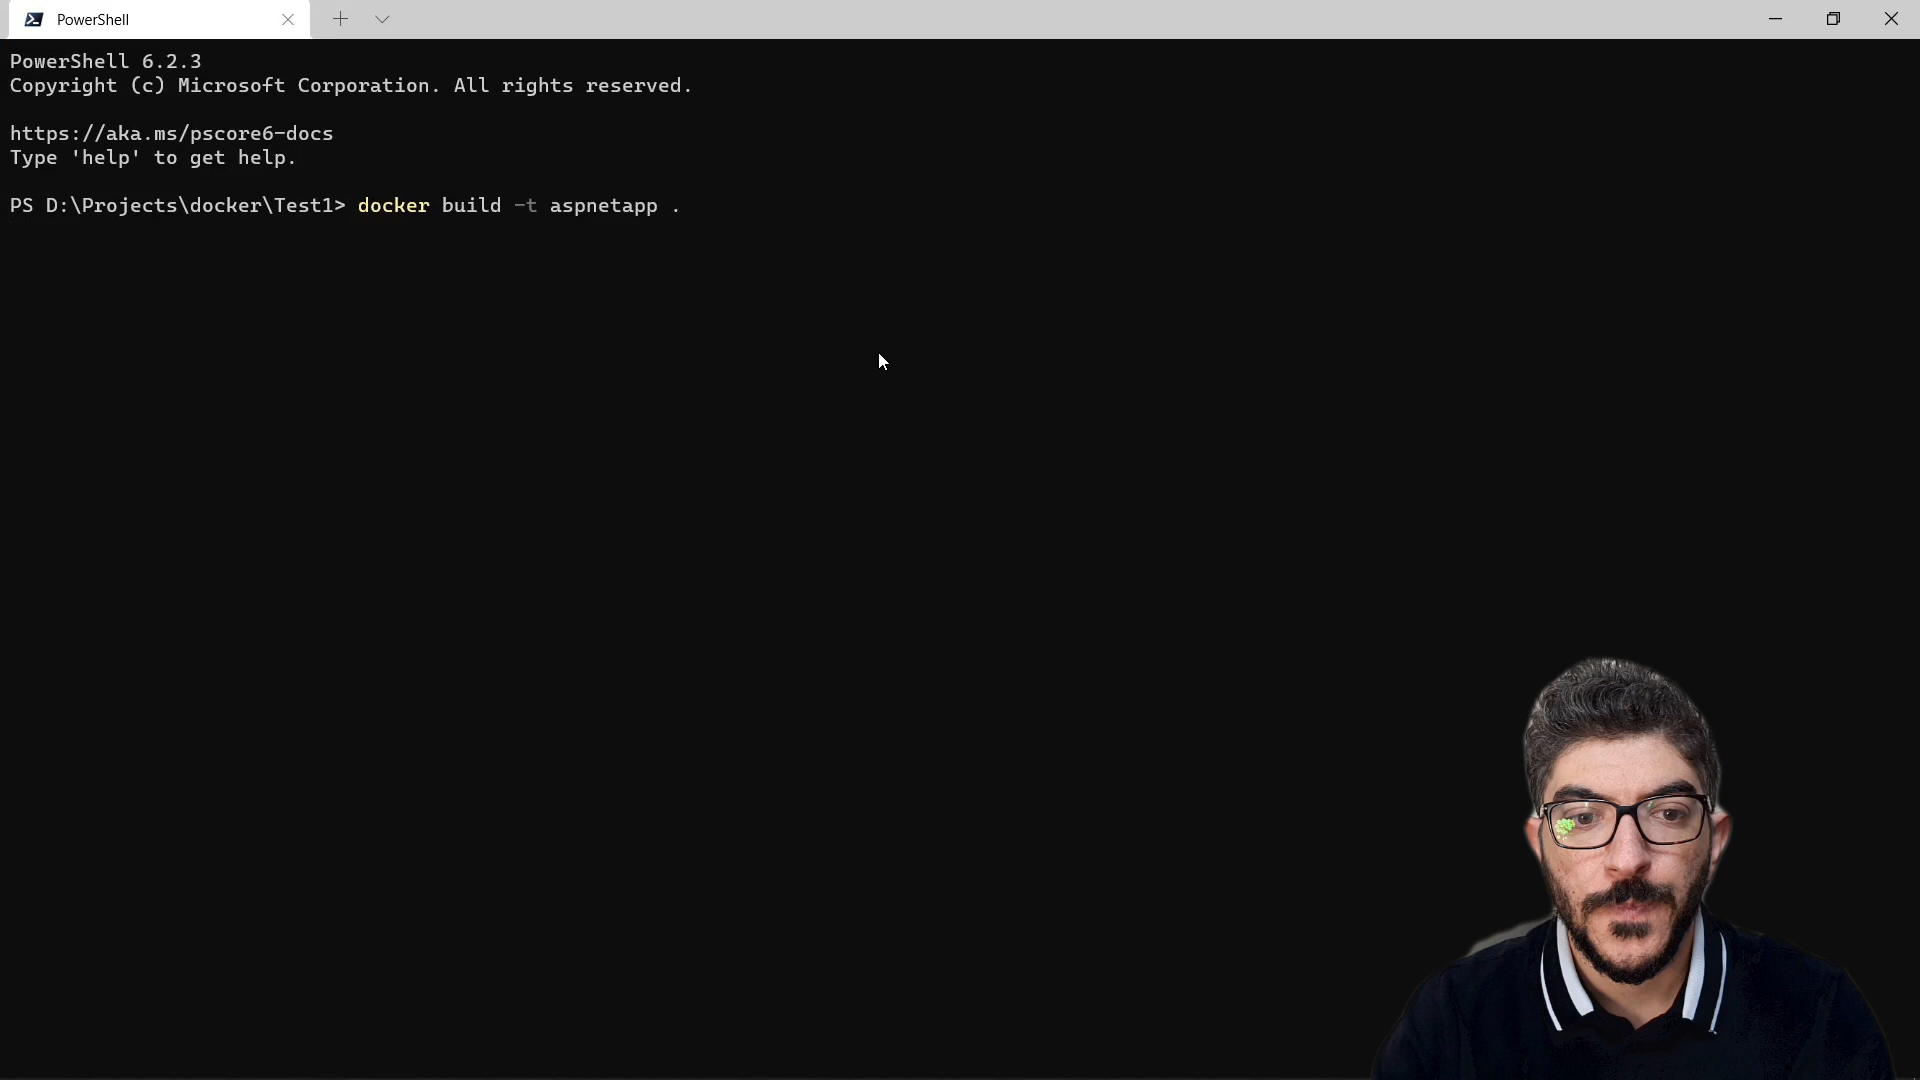 PowerShell
PowerShell 6.2.3
Copyright (c) Microsoft Corporation. All rights reserved.
https://aka.ms/pscore6-docs
Type 'help' to get help.
PS D:\Projects\docker\Test1> docker build -t aspnetapp .